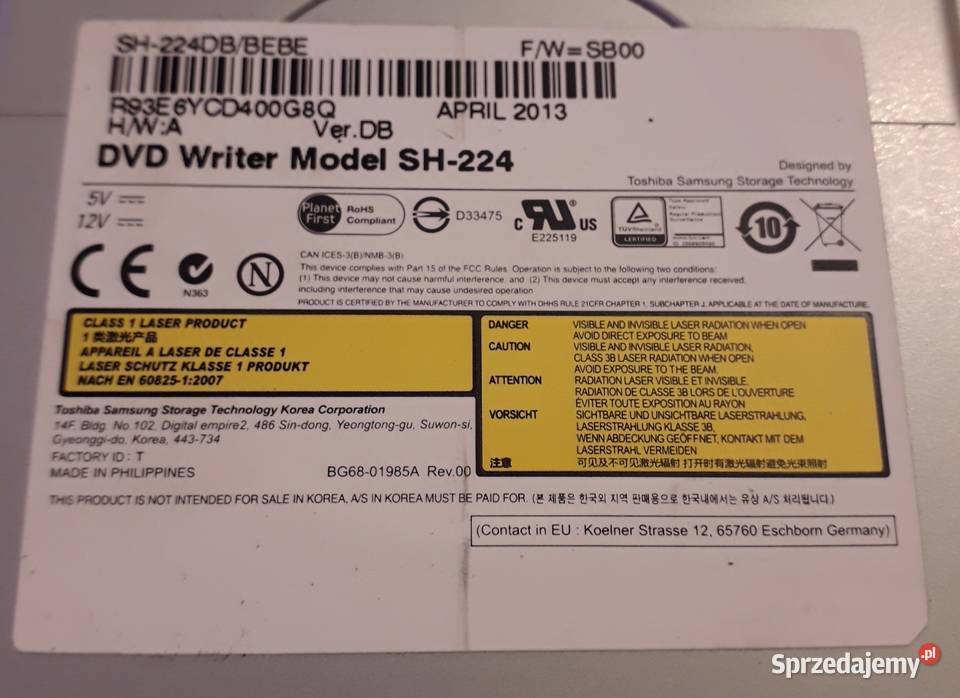 SH-224DB/BEBE
F/W=SB00
R93E6YCD400G8Q
APRIL 2013
H/W:A
Ver.DB
DVD Writer Model SH-224
Designed by
Toshiba Samsung Storage Technology
5V
12V
Planet First
RoHS Compliant
D33475
c RU ® US
E225119
TÜVRheinland
CERTIFIED
Type Approved
Safety
Regular Production
Surveillance
10
CE
N363
N
CAN ICES-3(B)/NMB-3(B)
This device complies with Part 15 of the FCC Rules. Operation is subject to the following two conditions:
(1) This device may not cause harmful interference, and (2) This device must accept any interference received,
including interference that may cause undesired operation
PRODUCT IS CERTIFIED BY THE MANUFACTURER TO COMPLY WITH DHHS RULE 21CFR CHAPTER 1, SUBCHAPTER J, APPLICABLE AT THE DATE OF MANUFACTURE.
CLASS 1 LASER PRODUCT
1 类激光产品
APPAREIL A LASER DE CLASSE 1
LASER SCHUTZ KLASSE 1 PRODUKT
NACH EN 60825-1:2007
DANGER VISIBLE AND INVISIBLE LASER RADIATION WHEN OPEN
AVOID DIRECT EXPOSURE TO BEAM
CAUTION VISIBLE AND INVISIBLE LASER RADIATION,
CLASS 3B LASER RADIATION WHEN OPEN
AVOID EXPOSURE TO THE BEAM.
ATTENTION RADIATION LASER VISIBLE ET INVISIBLE.
RADIATION DE CLASSE 3B LORS DE L'OUVERTURE
ÉVITER TOUTE EXPOSITION AU RAYON
VORSICHT SICHTBARE UND UNSICHTBARE LASERSTRAHLUNG,
LASERSTRAHLUNG KLASSE 3B,
WENN ABDECKUNG GEÖFFNET, KONTAKT MIT DEM
LASERSTRAHL VERMEIDEN
注意 可见及不可见激光辐射 打开时有激光辐射避免光束照射
Toshiba Samsung Storage Technology Korea Corporation
14F. Bldg. No.102, Digital empire2, 486 Sin-dong, Yeongtong-gu, Suwon-si,
Gyeonggi-do, Korea, 443-734
FACTORY ID : T
MADE IN PHILIPPINES
BG68-01985A Rev.00
THIS PRODUCT IS NOT INTENDED FOR SALE IN KOREA, A/S IN KOREA MUST BE PAID FOR. (본 제품은 한국외 지역 판매용으로 한국내에서는 유상 A/S 처리됩니다.)
(Contact in EU : Koelner Strasse 12, 65760 Eschborn Germany)
Sprzedajemy.pl